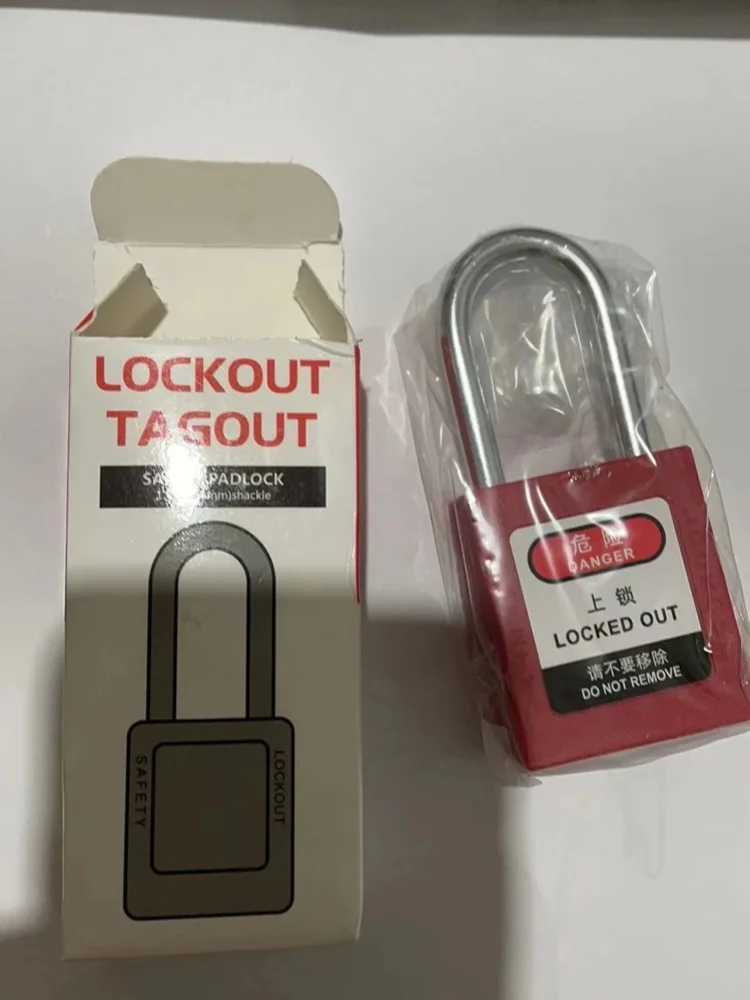 LOCKOUT
TAGOUT
PADLOCK
mm)shackle
SAFETY
LOCKOUT
危险
DANGER
上锁
LOCKED OUT
请不要移除
DO NOT REMOVE